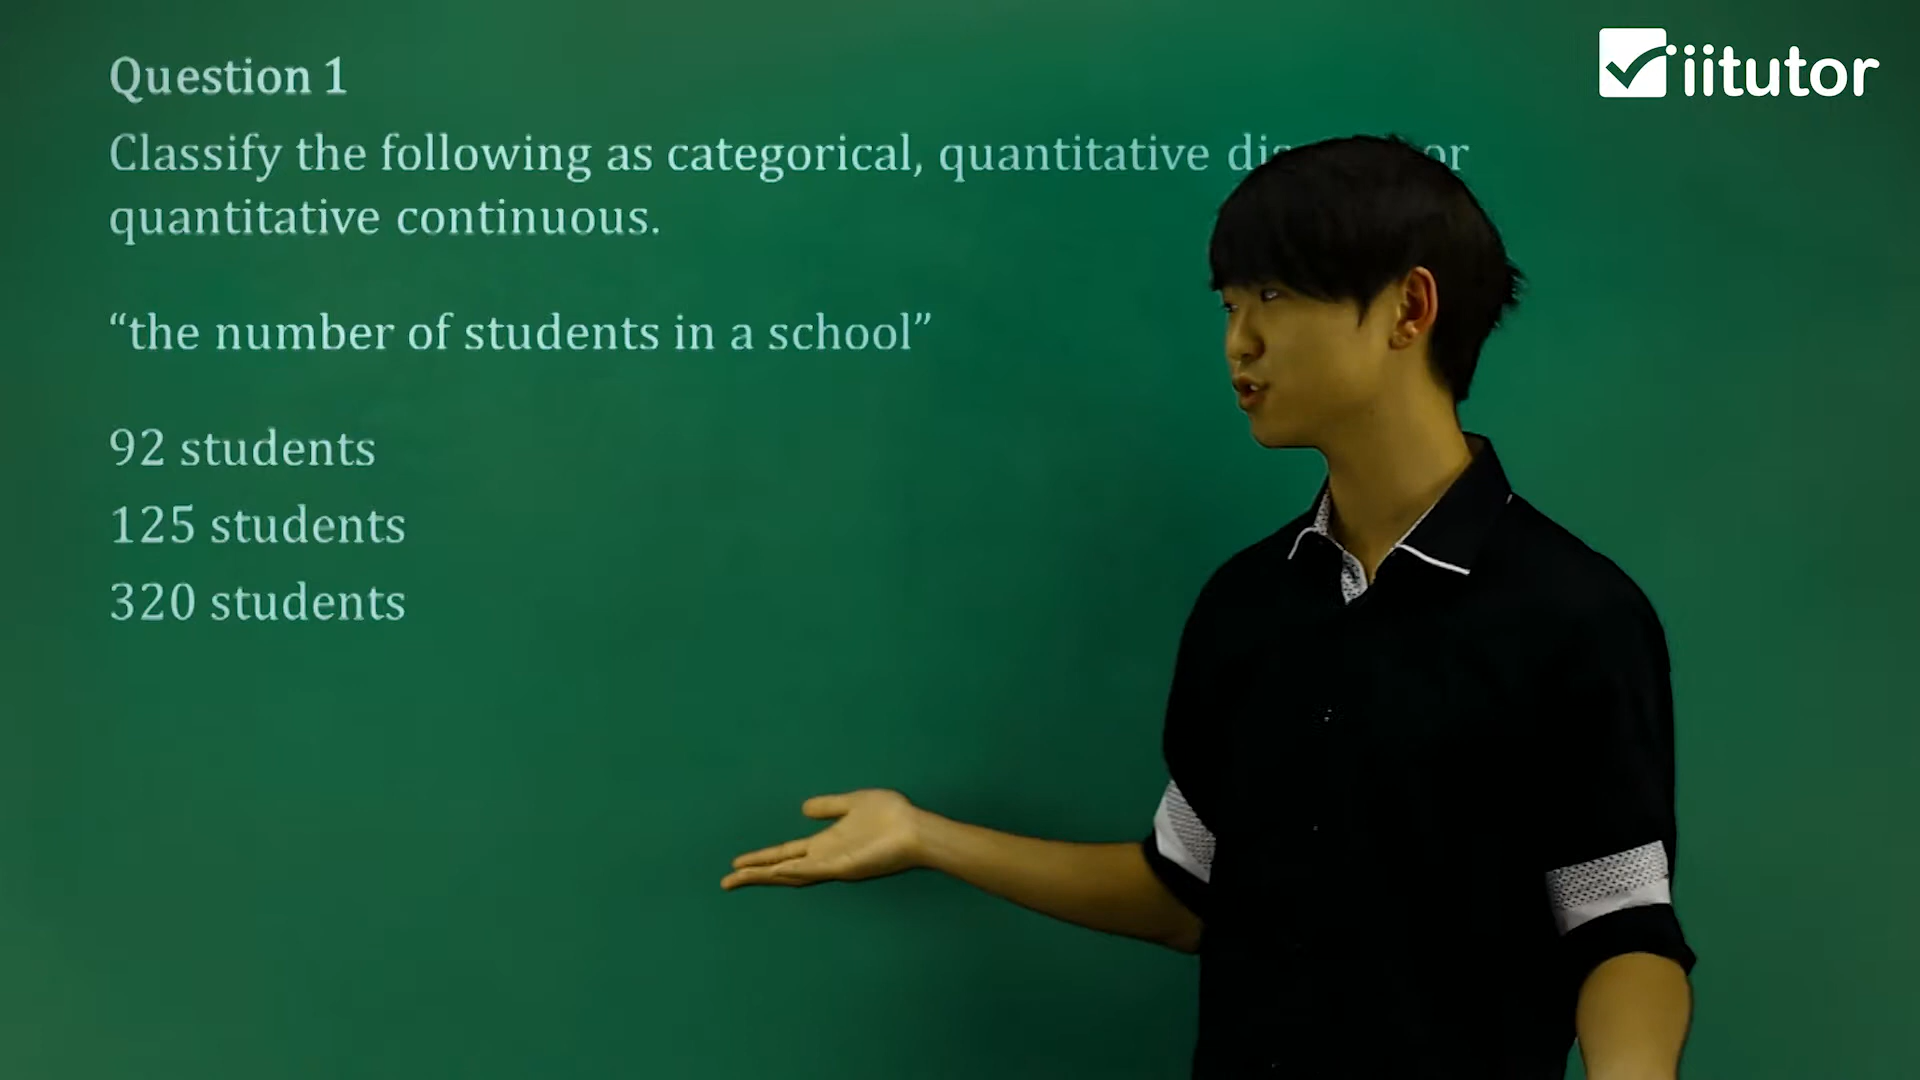 iitutor
Question 1
Classify the following as categorical, quantitative or
quantitative continuous.
“the number of students in a school”
92 students
125 students
320 students